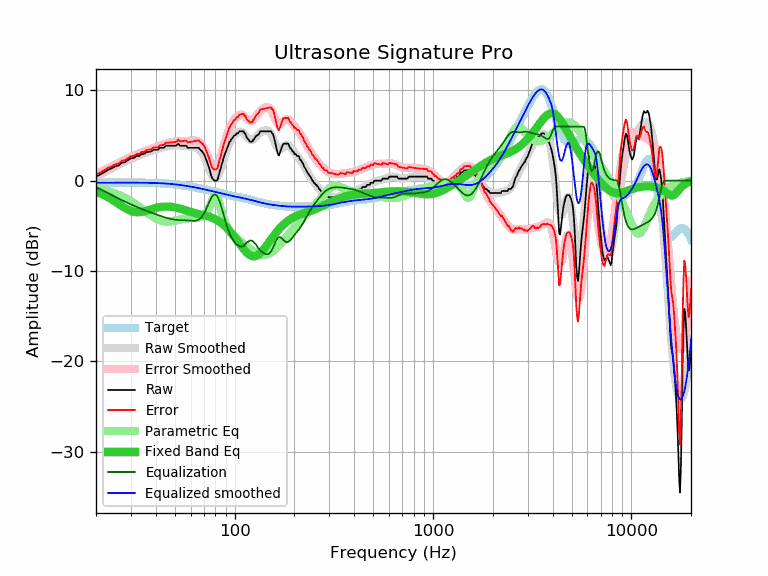 Ultrasone Signature Pro
10
0
−10
−20
−30
Amplitude (dBr)
Target
Raw Smoothed
Error Smoothed
Raw
Error
Parametric Eq
Fixed Band Eq
Equalization
Equalized smoothed
100
1000
10000
Frequency (Hz)